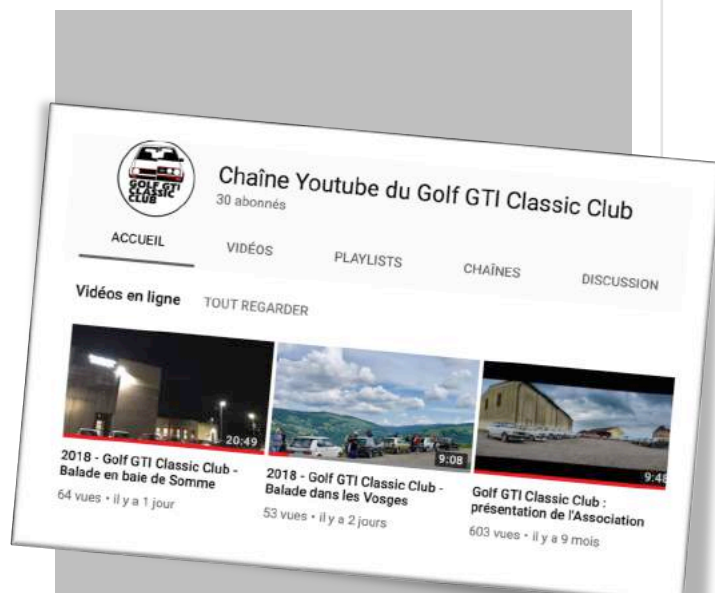 GOLF GTI
CLASSIC
CLUB
Chaîne Youtube du Golf GTI Classic Club
30 abonnés
ACCUEIL VIDÉOS PLAYLISTS CHAÎNES DISCUSSION
Vidéos en ligne TOUT REGARDER
20:49 9:08 9:48
2018 - Golf GTI Classic Club -
Balade en baie de Somme
64 vues • il y a 1 jour
2018 - Golf GTI Classic Club -
Balade dans les Vosges
53 vues • il y a 2 jours
Golf GTI Classic Club :
présentation de l'Association
603 vues • il y a 9 mois